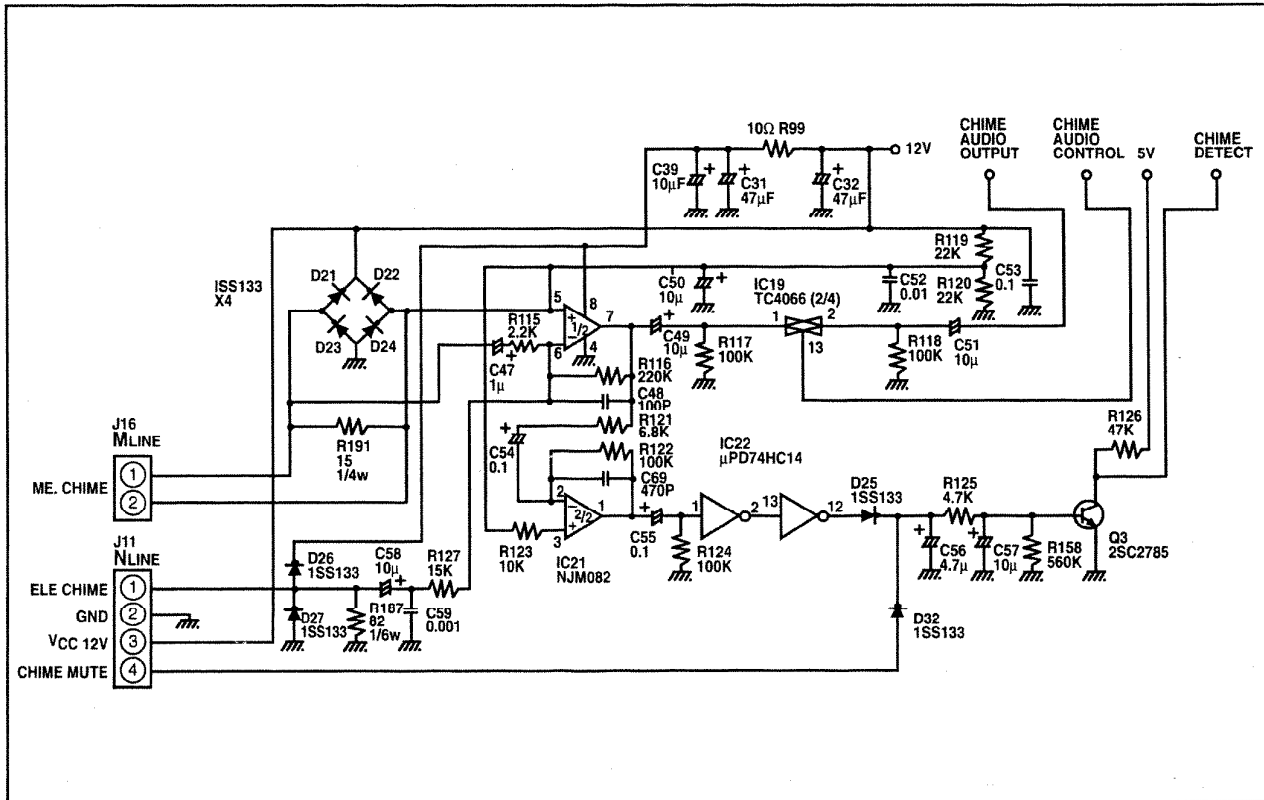 10Ω R99
12V
CHIME
AUDIO
OUTPUT
CHIME
AUDIO
CONTROL
5V
CHIME
DETECT
C39
10µF
+
C31
47µF
+
C32
47µF
+
ISS133
X4
D21
D22
D23
D24
R119
22K
R120
22K
C53
0.1
C50
10µ
+
C52
0.01
IC19
TC4066 (2/4)
1
2
13
5
8
+
1/2
−
7
6
4
R115
2.2K
C47
1µ
+
C49
10µ
+
R117
100K
R118
100K
C51
10µ
+
R116
220K
C48
100P
R121
6.8K
R122
100K
C69
470P
C54
0.1
+
R191
15
1/4w
J16
MLINE
ME. CHIME
1
2
IC22
µPD74HC14
1
2
13
12
D25
1SS133
R125
4.7K
R126
47K
2
−
2/2
+
3
1
IC21
NJM082
R123
10K
C55
0.1
+
R124
100K
C56
4.7µ
+
C57
10µ
+
R158
560K
Q3
2SC2785
D32
1SS133
J11
NLINE
ELE CHIME
1
GND
2
VCC 12V
3
CHIME MUTE
4
D26
1SS133
D27
1SS133
C58
10µ
+
R127
15K
R187
82
1/6w
C59
0.001